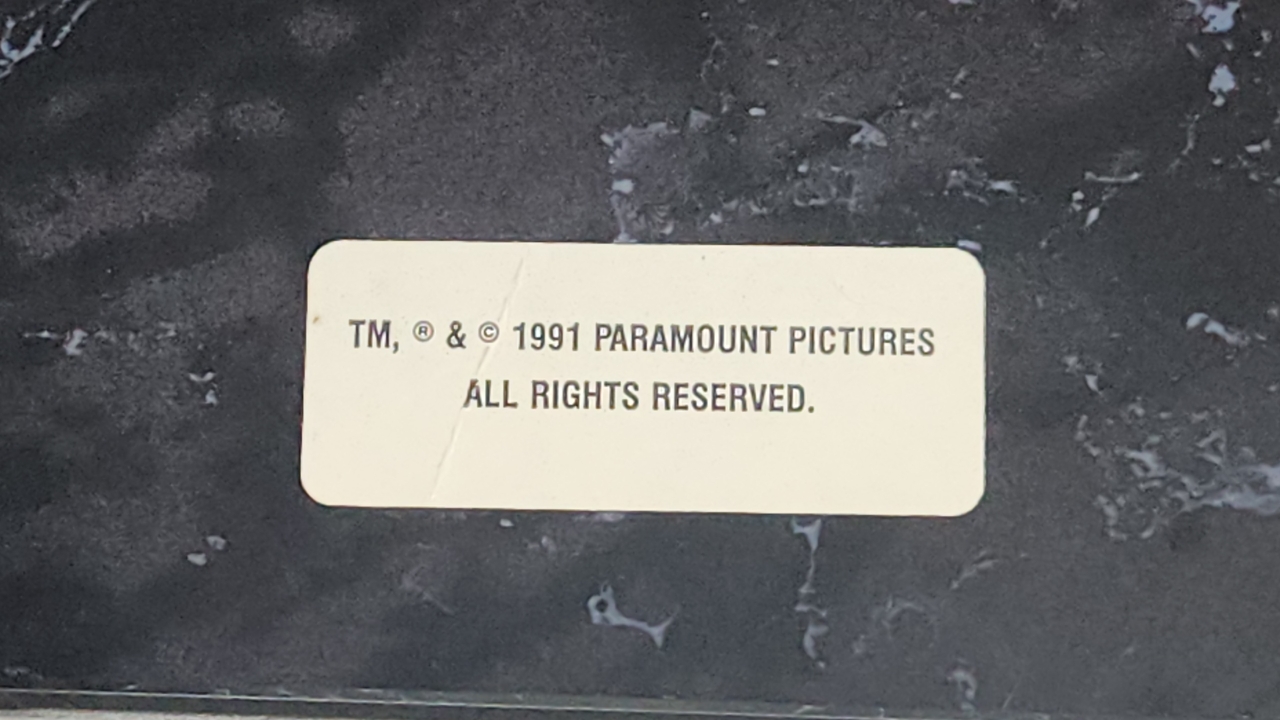 TM, ® & © 1991 PARAMOUNT PICTURES
ALL RIGHTS RESERVED.